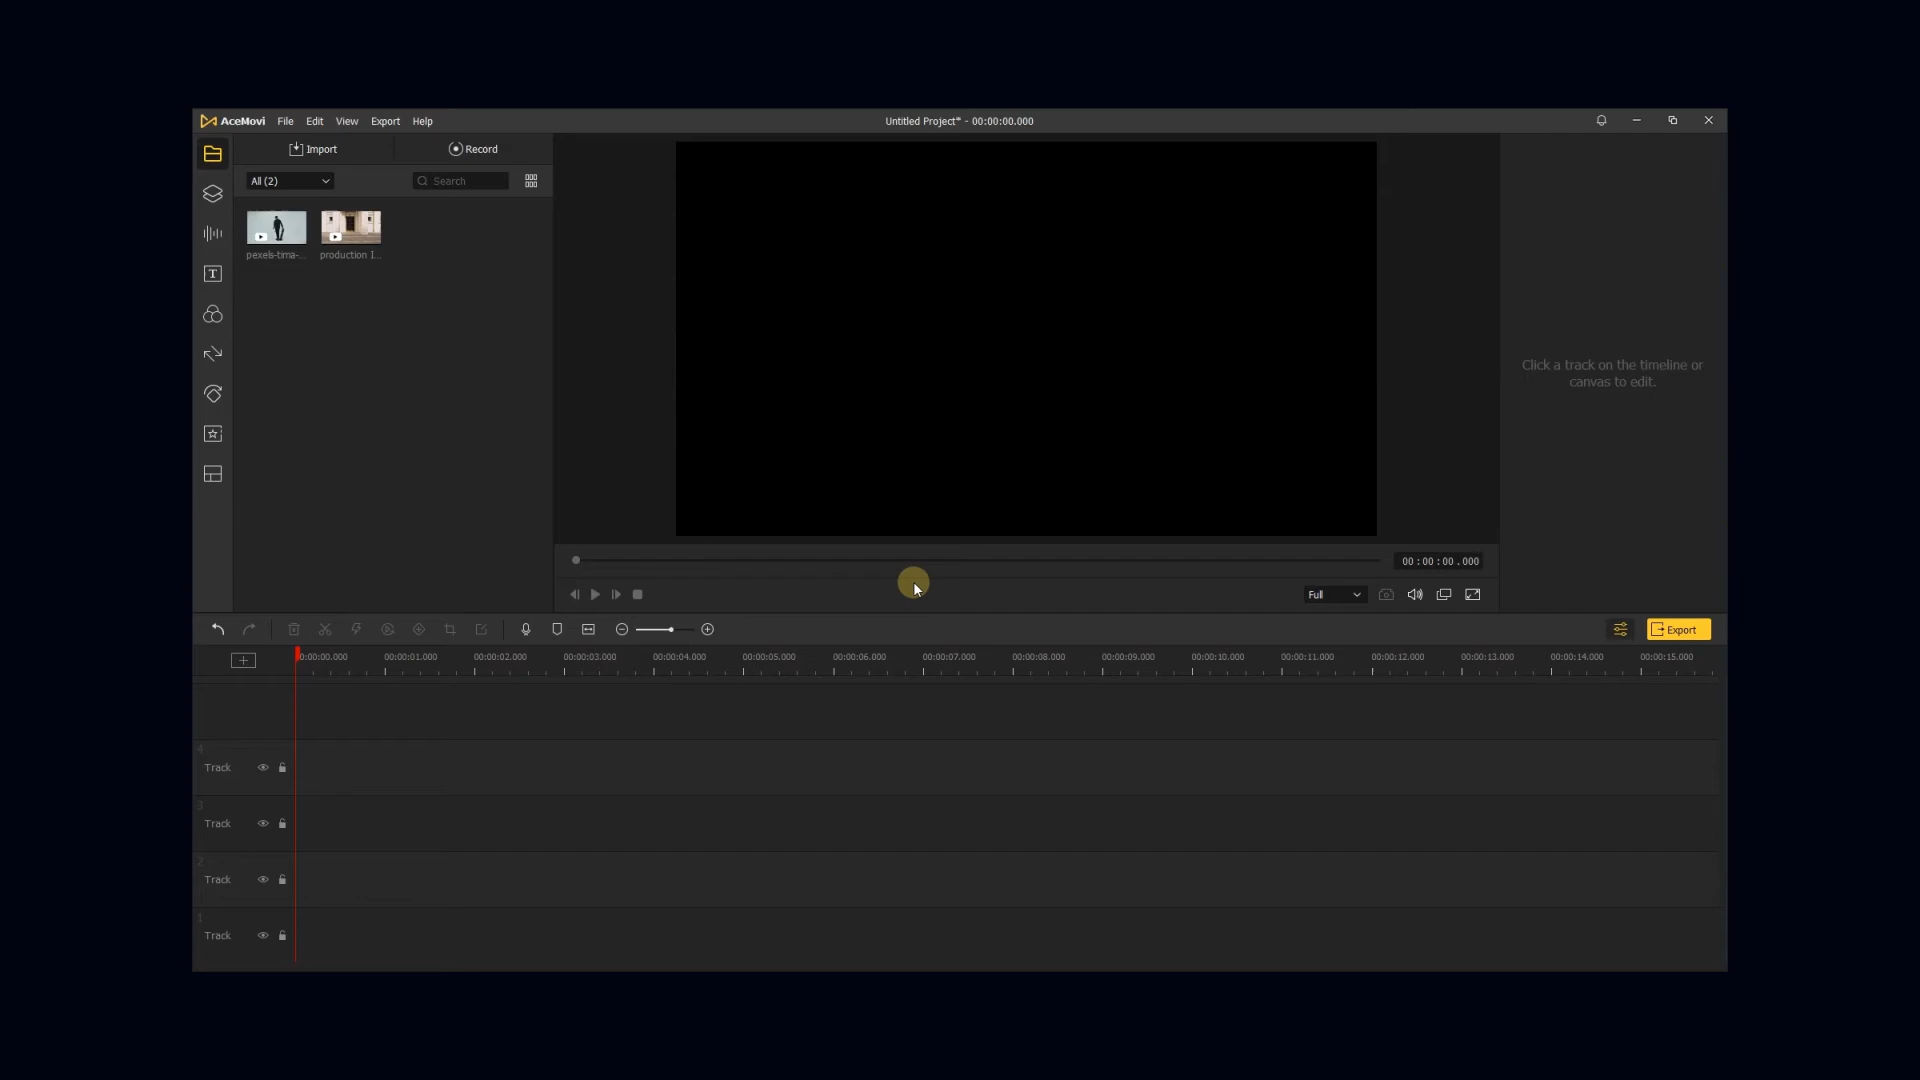 AceMovi File Edit View Export Help
Untitled Project* - 00:00:00.000
Import
Record
All (2)
Search
pexels-tima-...
production I...
Click a track on the timeline or
canvas to edit.
00:00:00.000
Full
Export
0:00:00.000 00:00:01.000 00:00:02.000 00:00:03.000 00:00:04.000 00:00:05.000 00:00:06.000 00:00:07.000 00:00:08.000 00:00:09.000 00:00:10.000 00:00:11.000 00:00:12.000 00:00:13.000 00:00:14.000 00:00:15.000
4
Track
3
Track
2
Track
1
Track